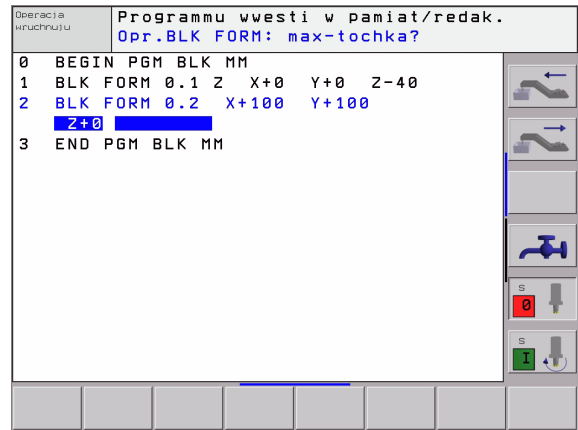 Operacja
wruchnuju
Programmu wwesti w pamiat/redak.
Opr.BLK FORM: max-tochka?
0 BEGIN PGM BLK MM
1 BLK FORM 0.1 Z X+0 Y+0 Z-40
2 BLK FORM 0.2 X+100 Y+100
Z+0
3 END PGM BLK MM
S
0
S
I